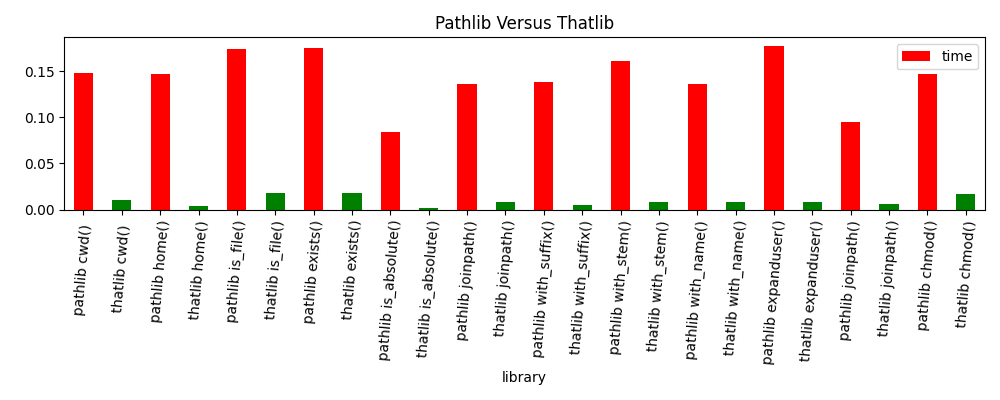 Pathlib Versus Thatlib
time
0.15
0.10
0.05
0.00
pathlib cwd()
thatlib cwd()
pathlib home()
thatlib home()
pathlib is_file()
thatlib is_file()
pathlib exists()
thatlib exists()
pathlib is_absolute()
thatlib is_absolute()
pathlib joinpath()
thatlib joinpath()
pathlib with_suffix()
thatlib with_suffix()
pathlib with_stem()
thatlib with_stem()
pathlib with_name()
thatlib with_name()
pathlib expanduser()
thatlib expanduser()
pathlib joinpath()
thatlib joinpath()
pathlib chmod()
thatlib chmod()
library